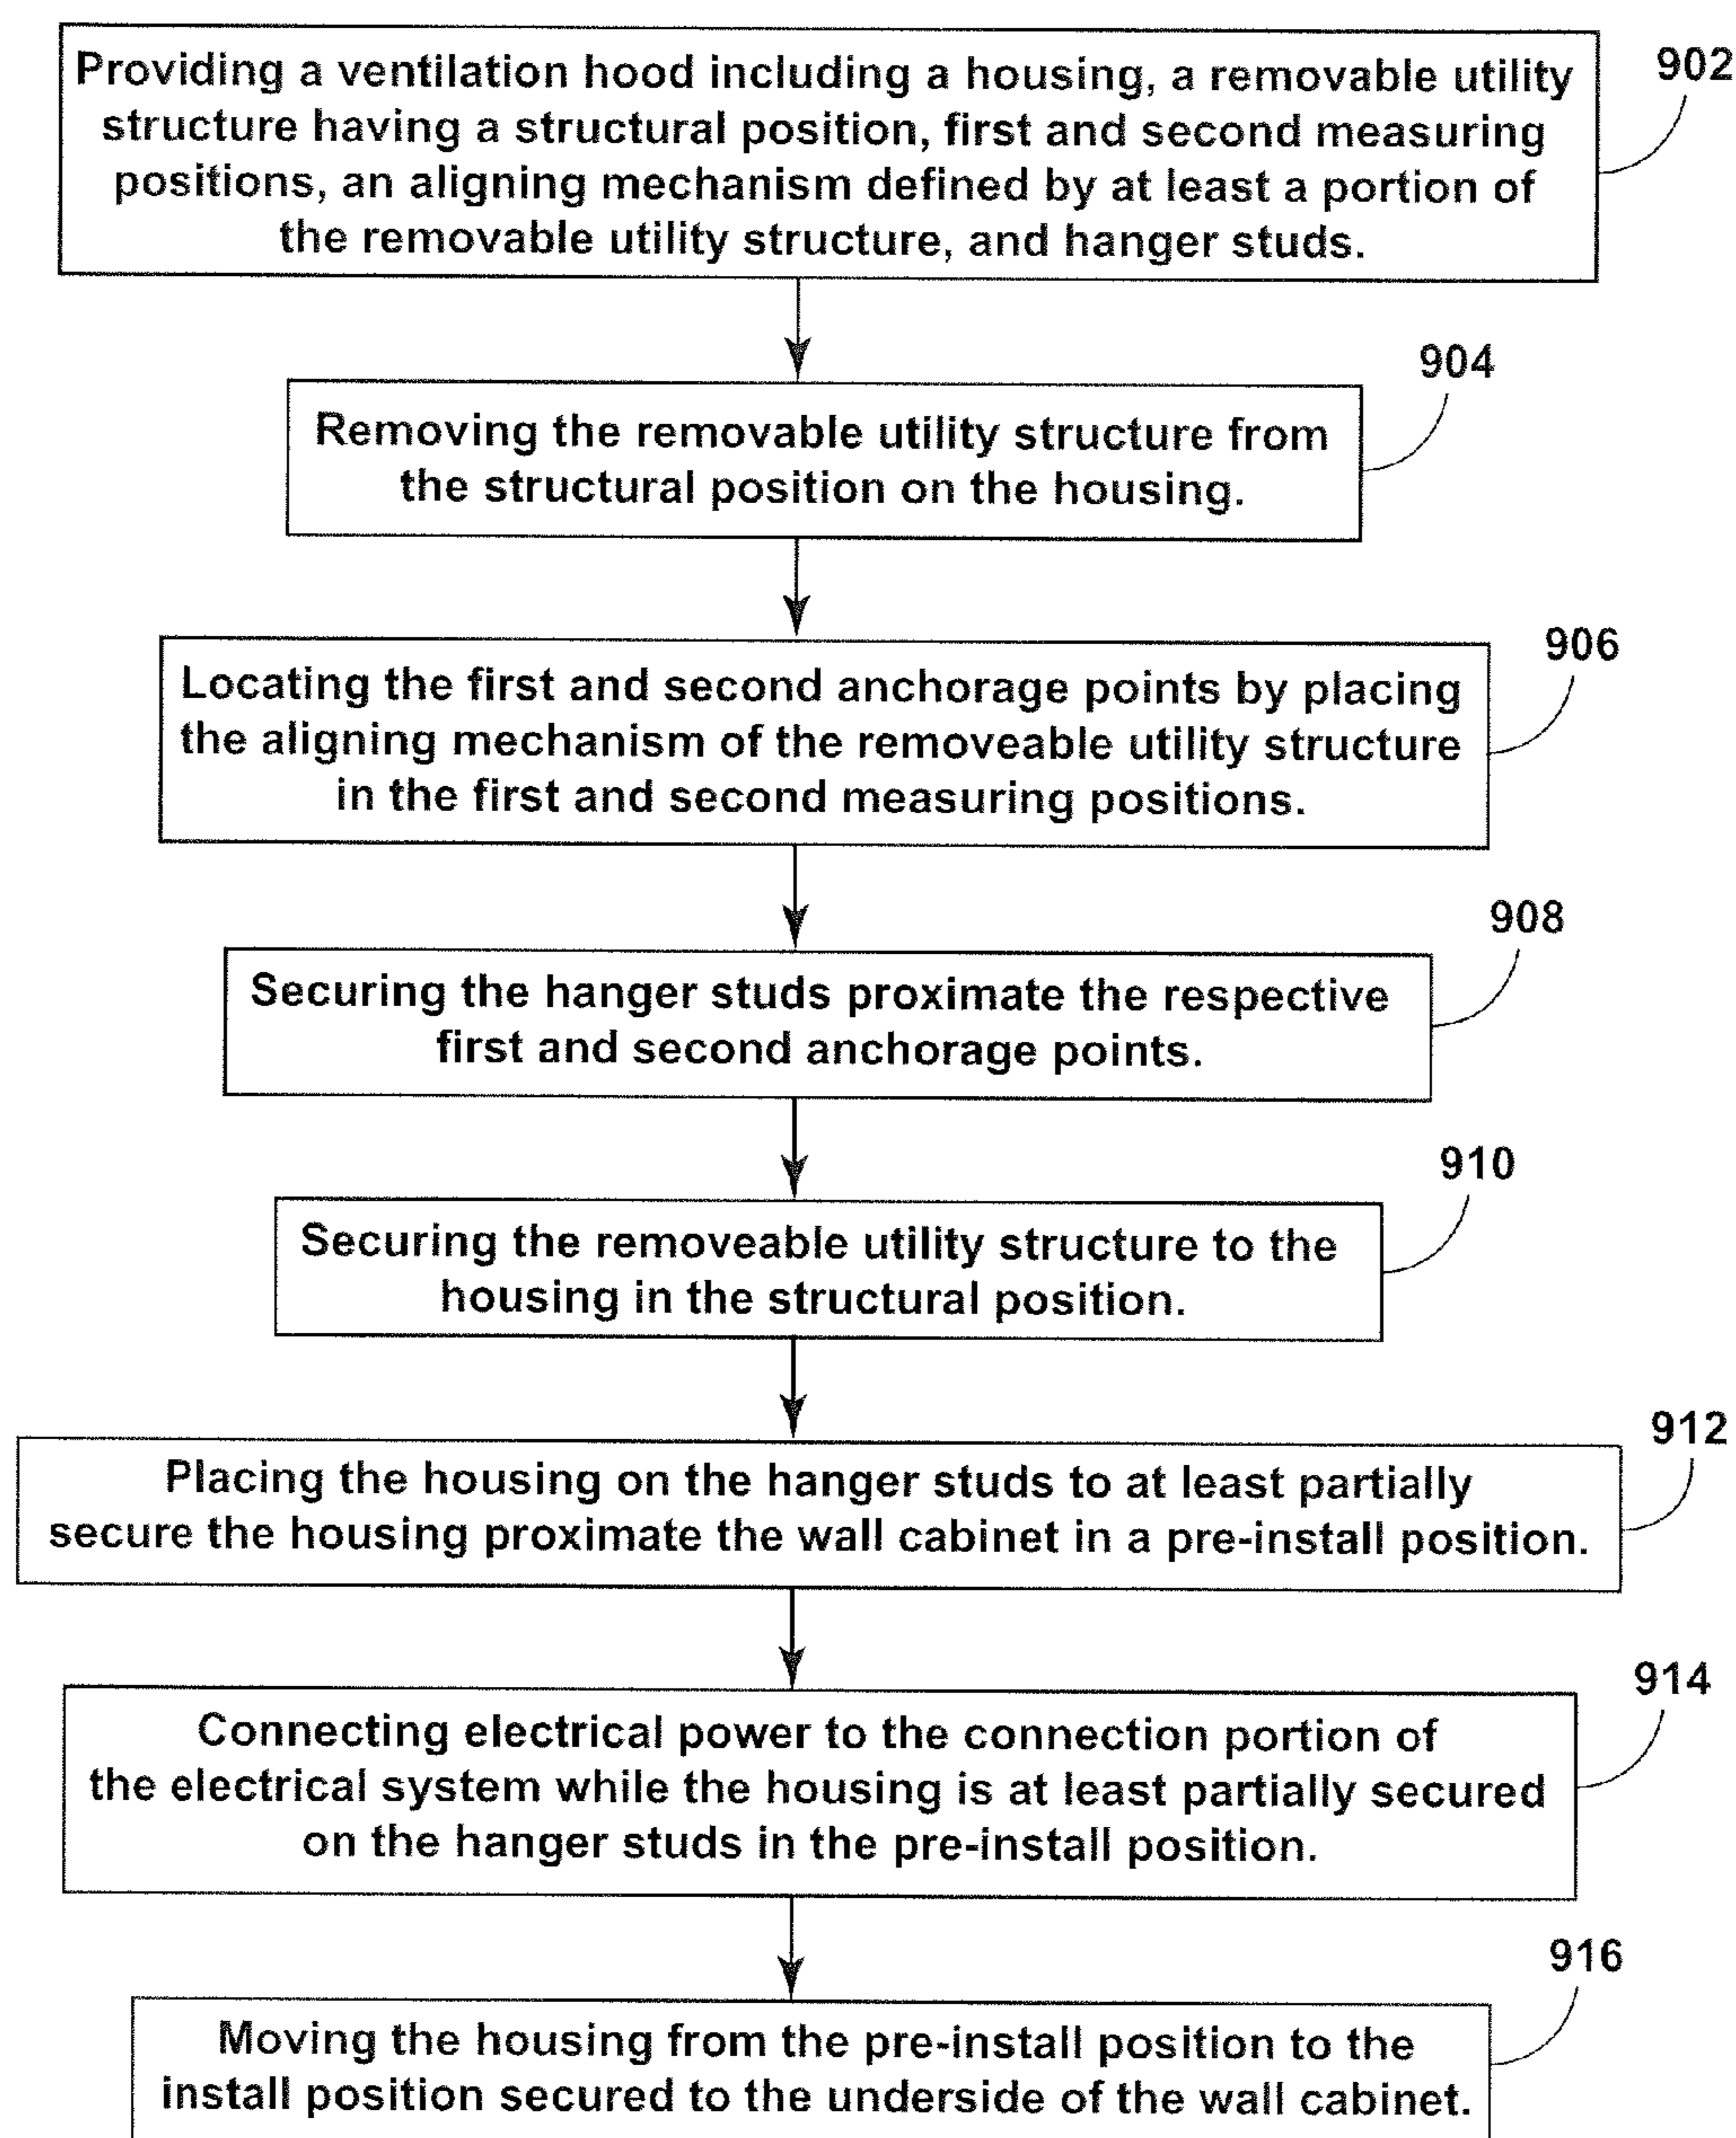 Providing a ventilation hood including a housing, a removable utility
structure having a structural position, first and second measuring
positions, an aligning mechanism defined by at least a portion of
the removable utility structure, and hanger studs.
902
Removing the removable utility structure from
the structural position on the housing.
904
Locating the first and second anchorage points by placing
the aligning mechanism of the removeable utility structure
in the first and second measuring positions.
906
Securing the hanger studs proximate the respective
first and second anchorage points.
908
Securing the removeable utility structure to the
housing in the structural position.
910
Placing the housing on the hanger studs to at least partially
secure the housing proximate the wall cabinet in a pre-install position.
912
Connecting electrical power to the connection portion of
the electrical system while the housing is at least partially secured
on the hanger studs in the pre-install position.
914
Moving the housing from the pre-install position to the
install position secured to the underside of the wall cabinet.
916